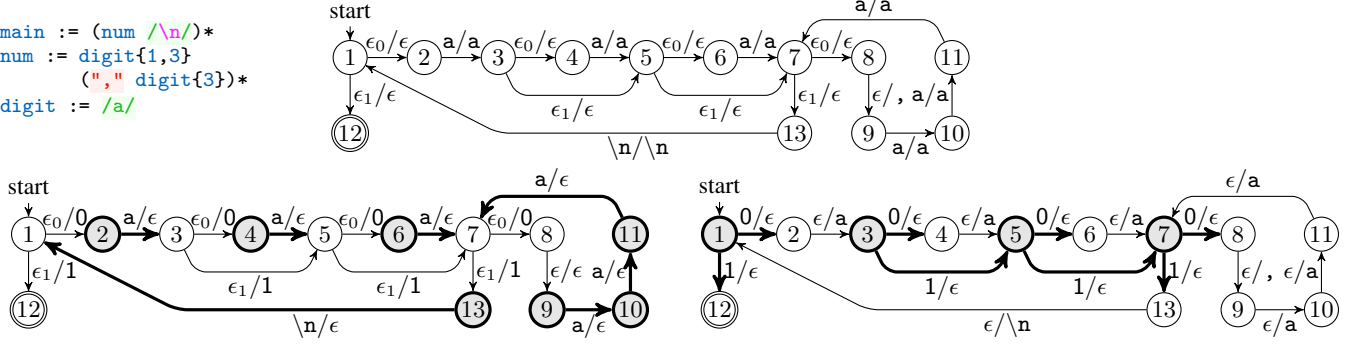 main := (num /\n/)*
num := digit{1,3}
("," digit{3})*
digit := /a/
start
a/a
1 ϵ₀/ϵ 2 a/a 3 ϵ₀/ϵ 4 a/a 5 ϵ₀/ϵ 6 a/a 7 ϵ₀/ϵ 8 11
ϵ₁/ϵ ϵ₁/ϵ ϵ₁/ϵ ϵ₁/ϵ ϵ/, a/a
12 13 9 a/a 10
\n/\n
start
a/ϵ
1 ϵ₀/0 2 a/ϵ 3 ϵ₀/0 4 a/ϵ 5 ϵ₀/0 6 a/ϵ 7 ϵ₀/0 8 11
ϵ₁/1 ϵ₁/1 ϵ₁/1 ϵ₁/1 ϵ/ϵ a/ϵ
12 13 9 a/ϵ 10
\n/ϵ
start
ϵ/a
1 0/ϵ 2 ϵ/a 3 0/ϵ 4 ϵ/a 5 0/ϵ 6 ϵ/a 7 0/ϵ 8 11
1/ϵ 1/ϵ 1/ϵ 1/ϵ ϵ/, ϵ/a
12 13 9 ϵ/a 10
ϵ/\n